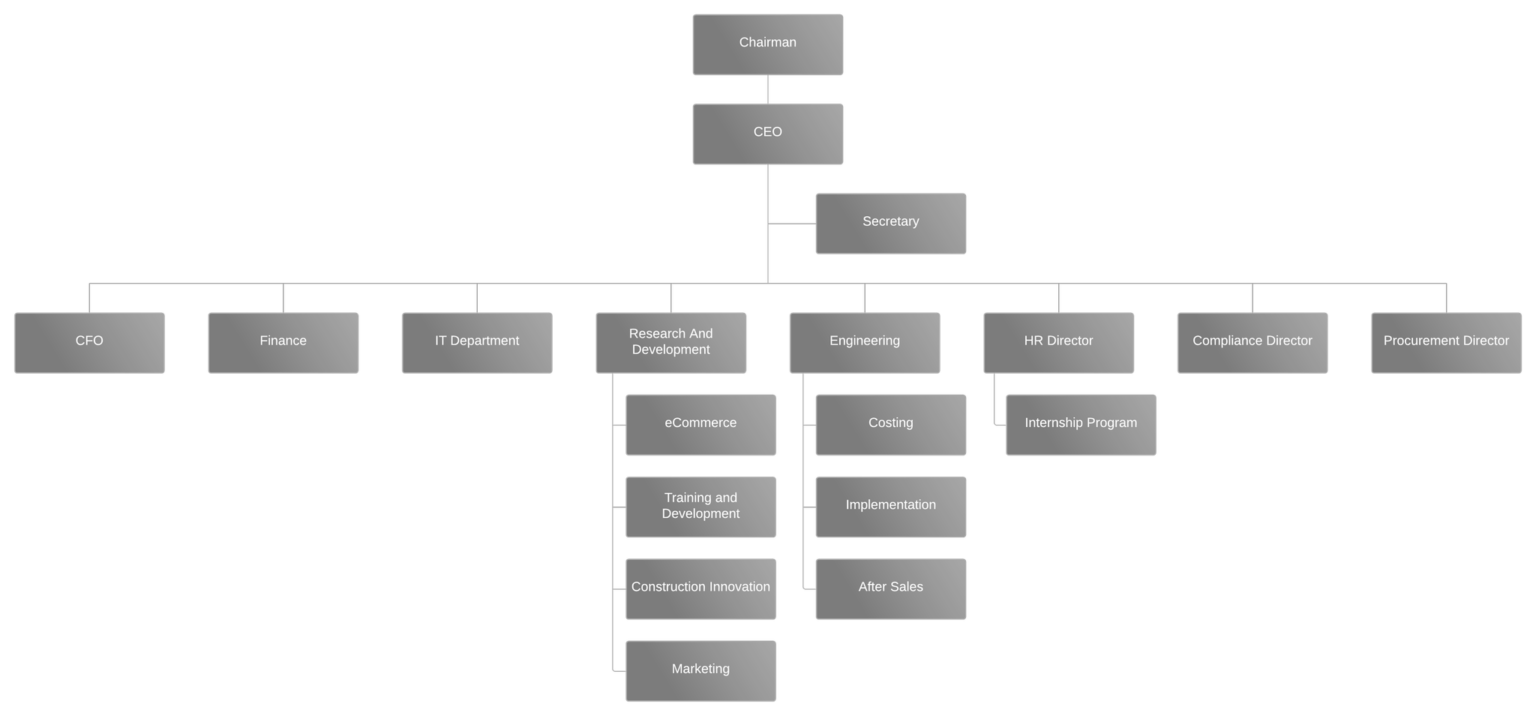 Chairman
CEO
Secretary
CFO
Finance
IT Department
Research And
Development
Engineering
HR Director
Compliance Director
Procurement Director
eCommerce
Training and
Development
Construction Innovation
Marketing
Costing
Implementation
After Sales
Internship Program